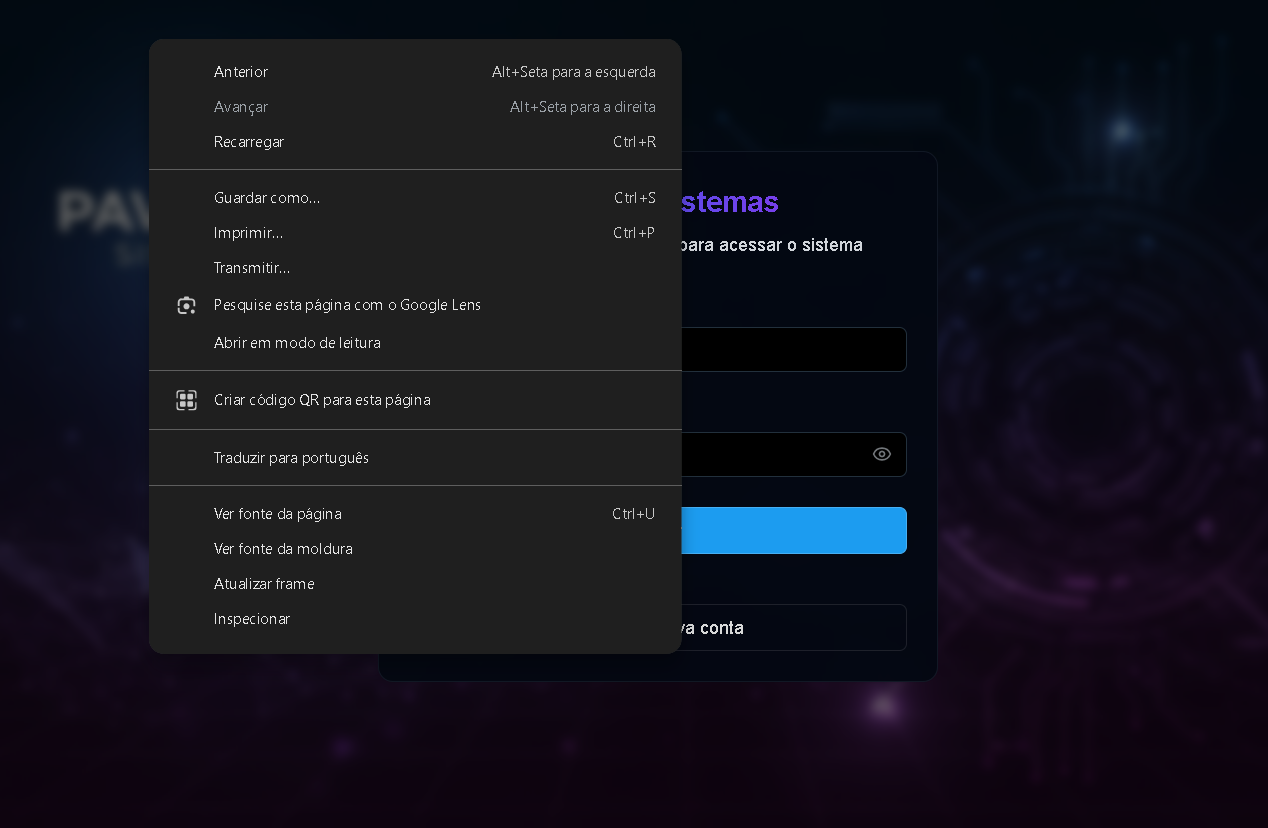 Anterior Alt+Seta para a esquerda
Avançar Alt+Seta para a direita
Recarregar Ctrl+R
Guardar como... Ctrl+S
Imprimir... Ctrl+P
Transmitir...
Pesquise esta página com o Google Lens
Abrir em modo de leitura
Criar código QR para esta página
Traduzir para português
Ver fonte da página Ctrl+U
Ver fonte da moldura
Atualizar frame
Inspecionar
PAV
stemas
para acessar o sistema
va conta